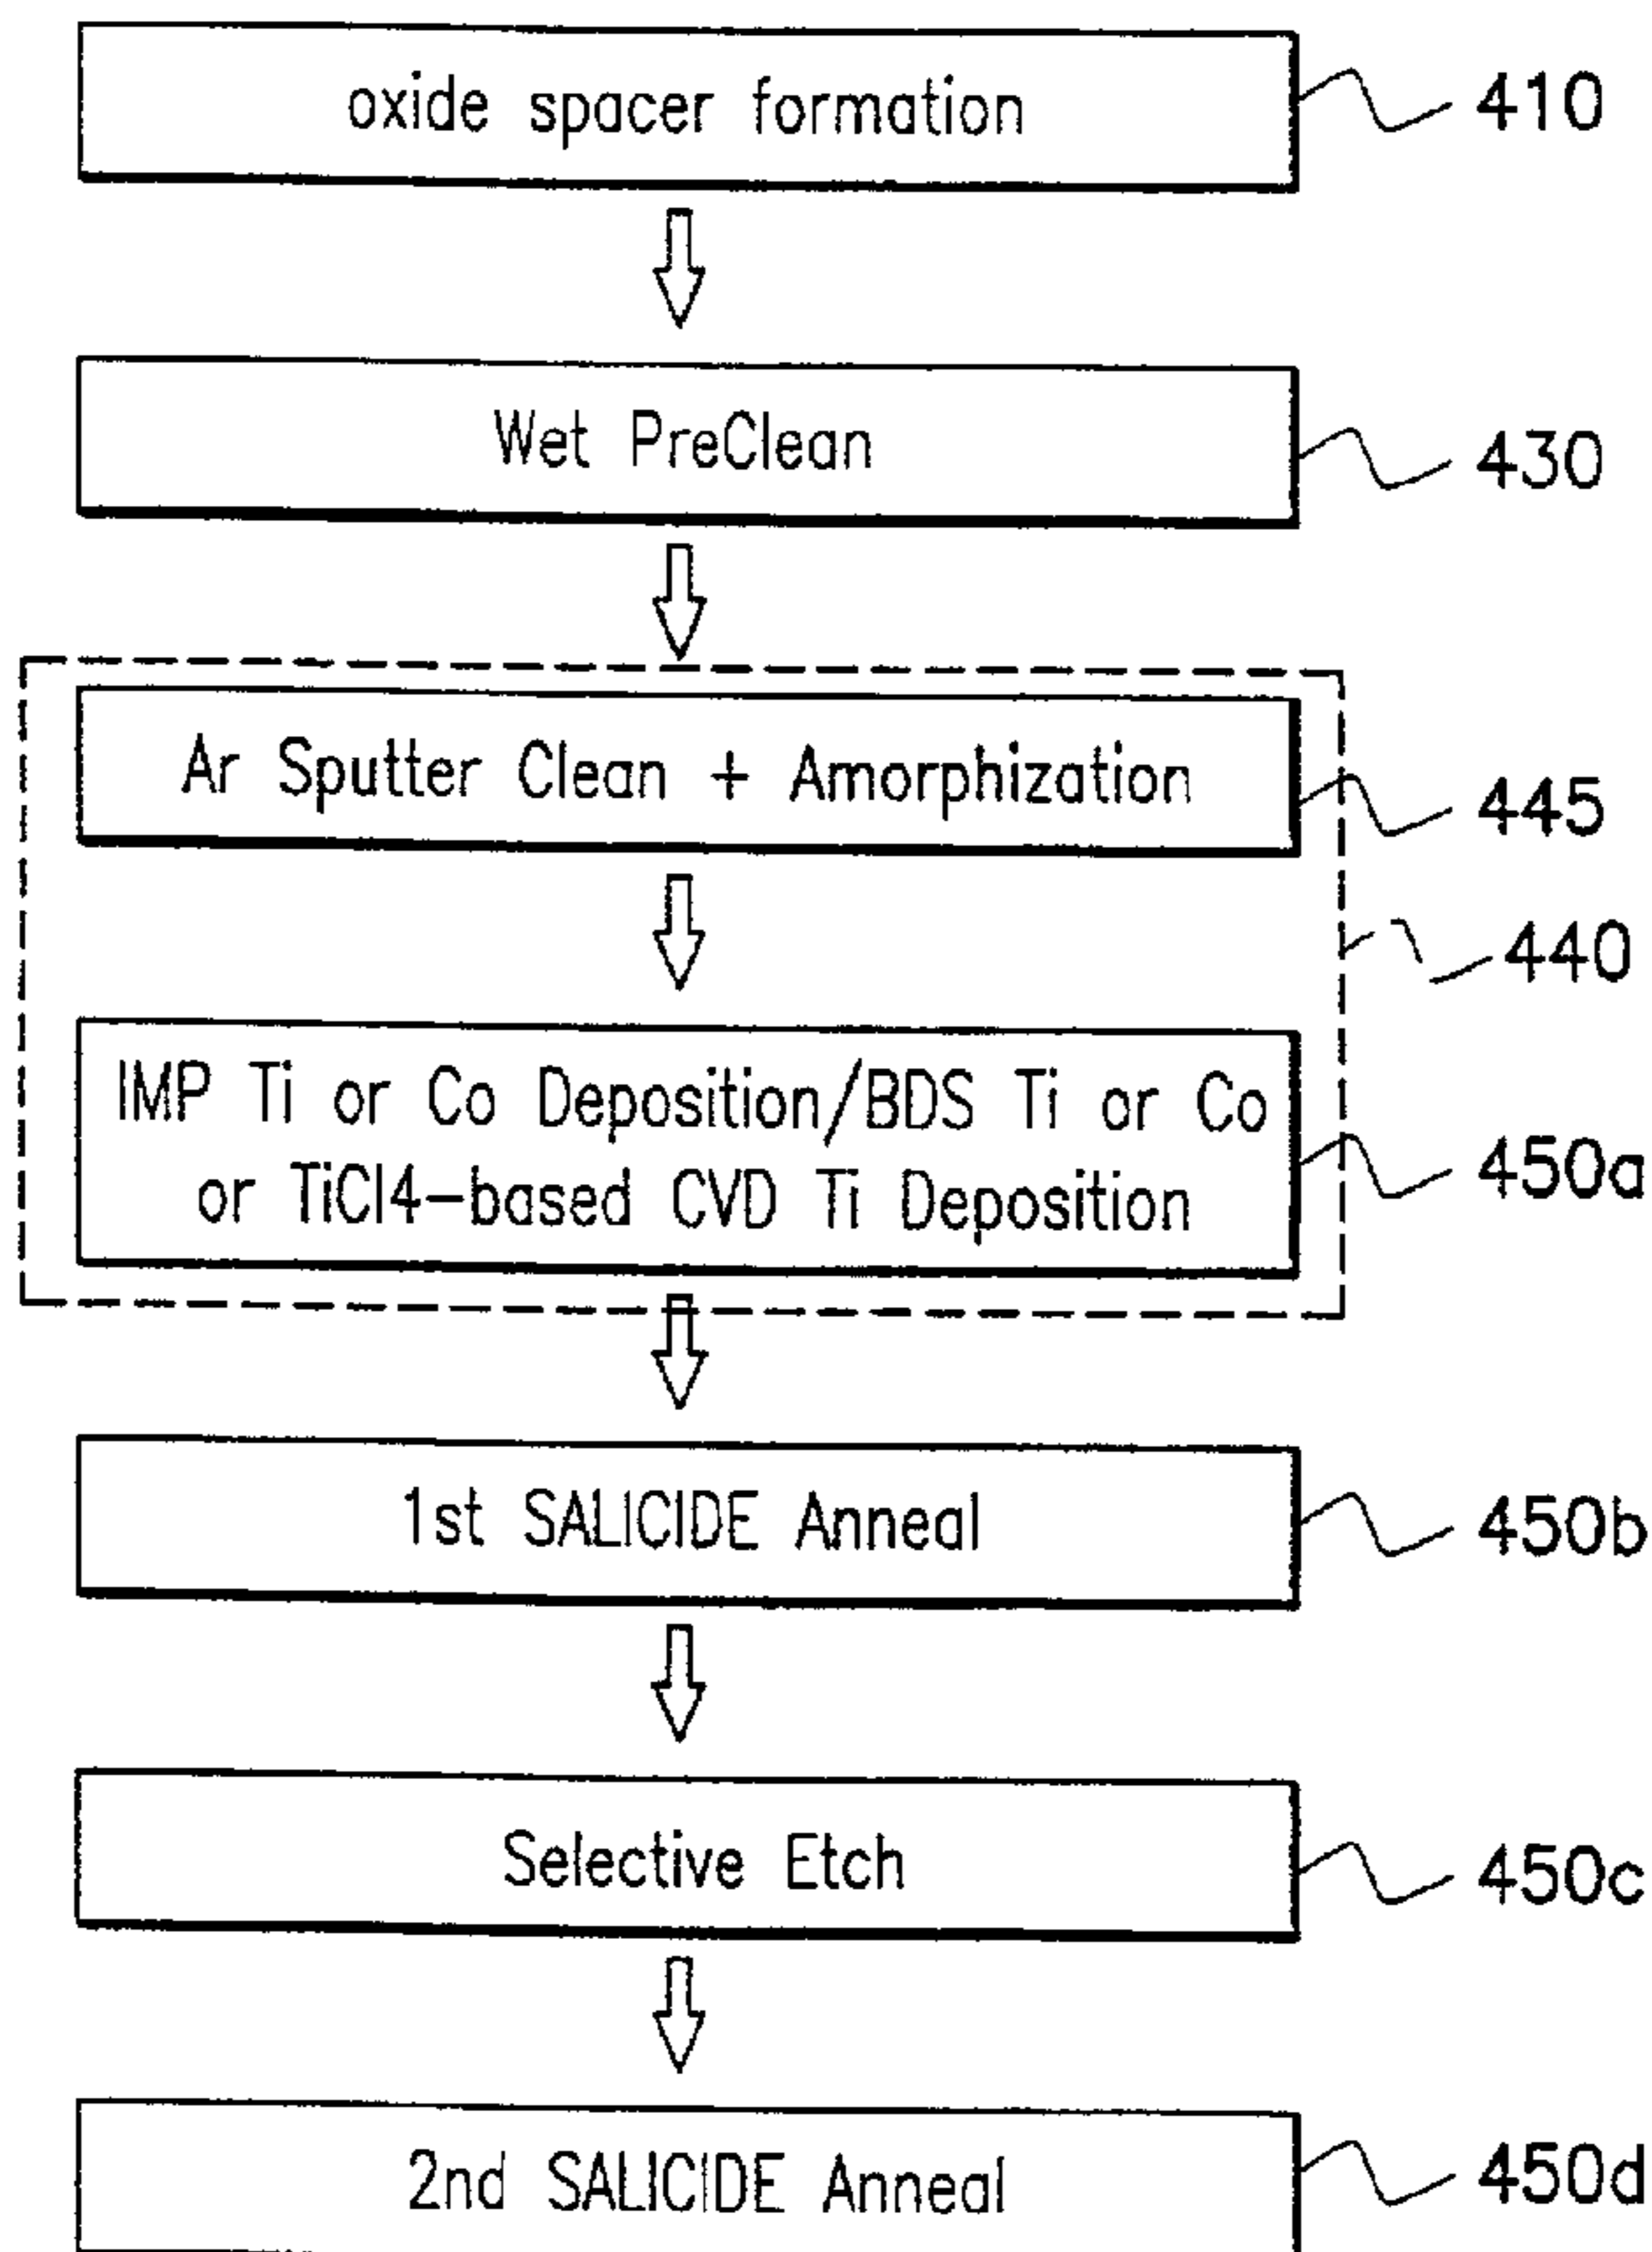 oxide spacer formation
410
Wet PreClean
430
Ar Sputter Clean + Amorphization
445
440
IMP Ti or Co Deposition/BDS Ti or Co
or TiCl4-based CVD Ti Deposition
450a
1st SALICIDE Anneal
450b
Selective Etch
450c
2nd SALICIDE Anneal
450d